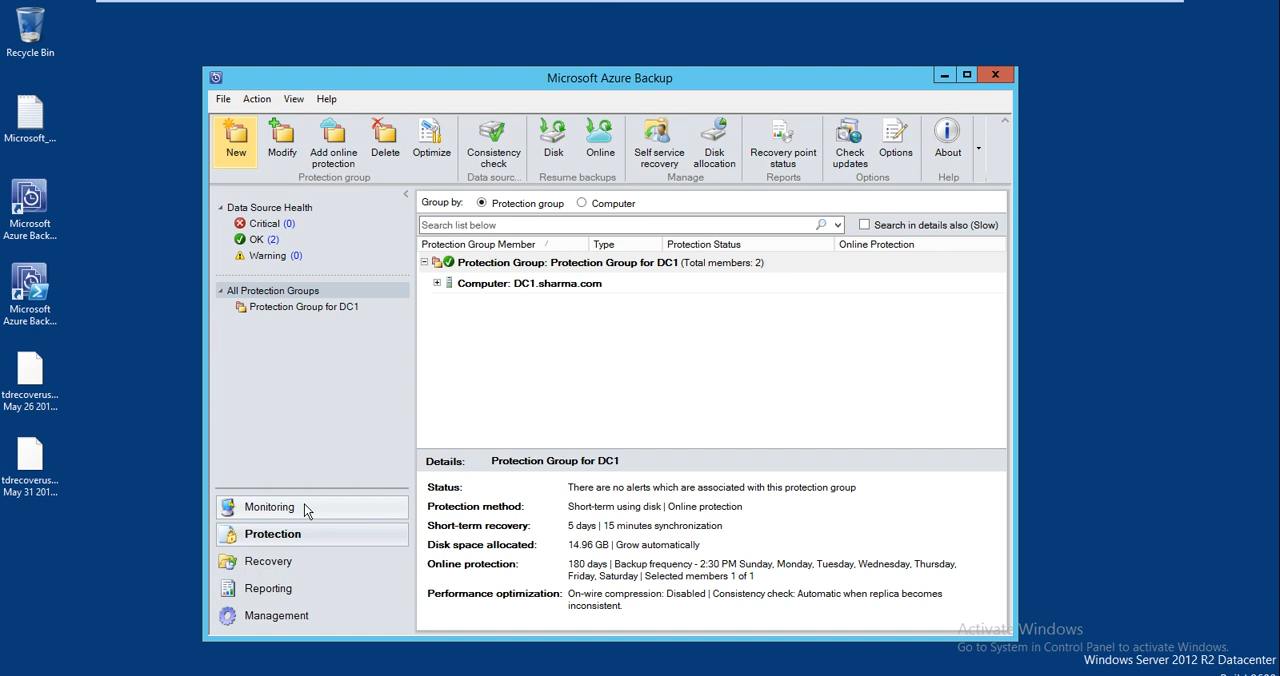 Recycle Bin
Microsoft_...
Microsoft
Azure Back...
Microsoft
Azure Back...
tdrecoverus...
May 26 201...
tdrecoverus...
May 31 201...
Microsoft Azure Backup
File Action View Help
New Modify Add online protection Delete Optimize Consistency check Disk Online Self service recovery Disk allocation Recovery point status Check updates Options About
Protection group Data sourc... Resume backups Manage Reports Options Help
Data Source Health
Critical (0)
OK (2)
Warning (0)
All Protection Groups
Protection Group for DC1
Monitoring
Protection
Recovery
Reporting
Management
Group by: Protection group Computer
Search list below Search in details also (Slow)
Protection Group Member Type Protection Status Online Protection
Protection Group: Protection Group for DC1 (Total members: 2)
Computer: DC1.sharma.com
Details: Protection Group for DC1
Status: There are no alerts which are associated with this protection group
Protection method: Short-term using disk | Online protection
Short-term recovery: 5 days | 15 minutes synchronization
Disk space allocated: 14.96 GB | Grow automatically
Online protection: 180 days | Backup frequency - 2:30 PM Sunday, Monday, Tuesday, Wednesday, Thursday,
Friday, Saturday | Selected members 1 of 1
Performance optimization: On-wire compression: Disabled | Consistency check: Automatic when replica becomes
inconsistent.
Activate Windows
Go to System in Control Panel to activate Windows.
Windows Server 2012 R2 Datacenter